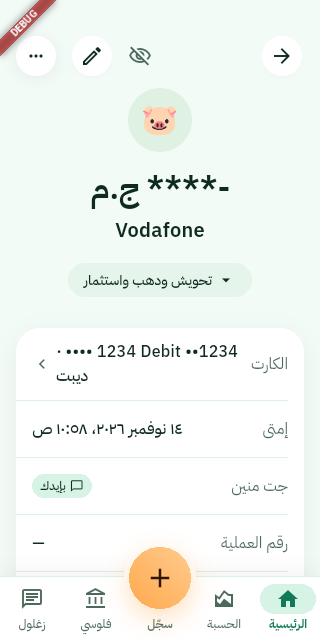 DEBUG
-**** ج.م
Vodafone
تحويش ودهب واستثمار
الكارت
1234 Debit ••1234 •••• ·
ديبت
إمتى
١٤ نوفمبر ٢٠٢٦، ١٠:٥٨ ص
جت منين
بإيدك
رقم العملية
—
الرئيسية
الحسبة
سجّل
فلوسي
زغلول